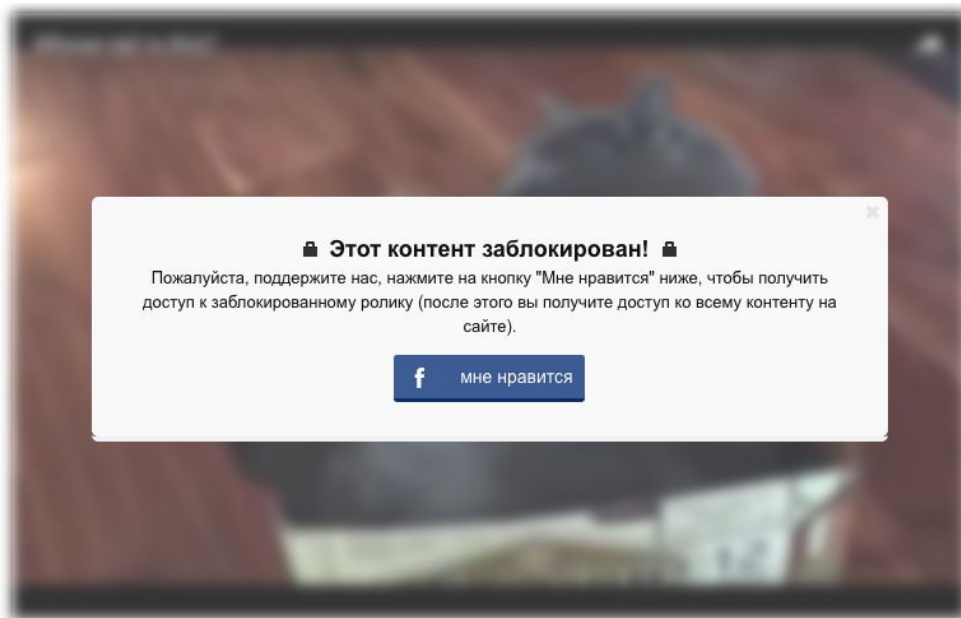 Этот контент заблокирован!
Пожалуйста, поддержите нас, нажмите на кнопку "Мне нравится" ниже, чтобы получить
доступ к заблокированному ролику (после этого вы получите доступ ко всему контенту на
сайте).
f мне нравится
12